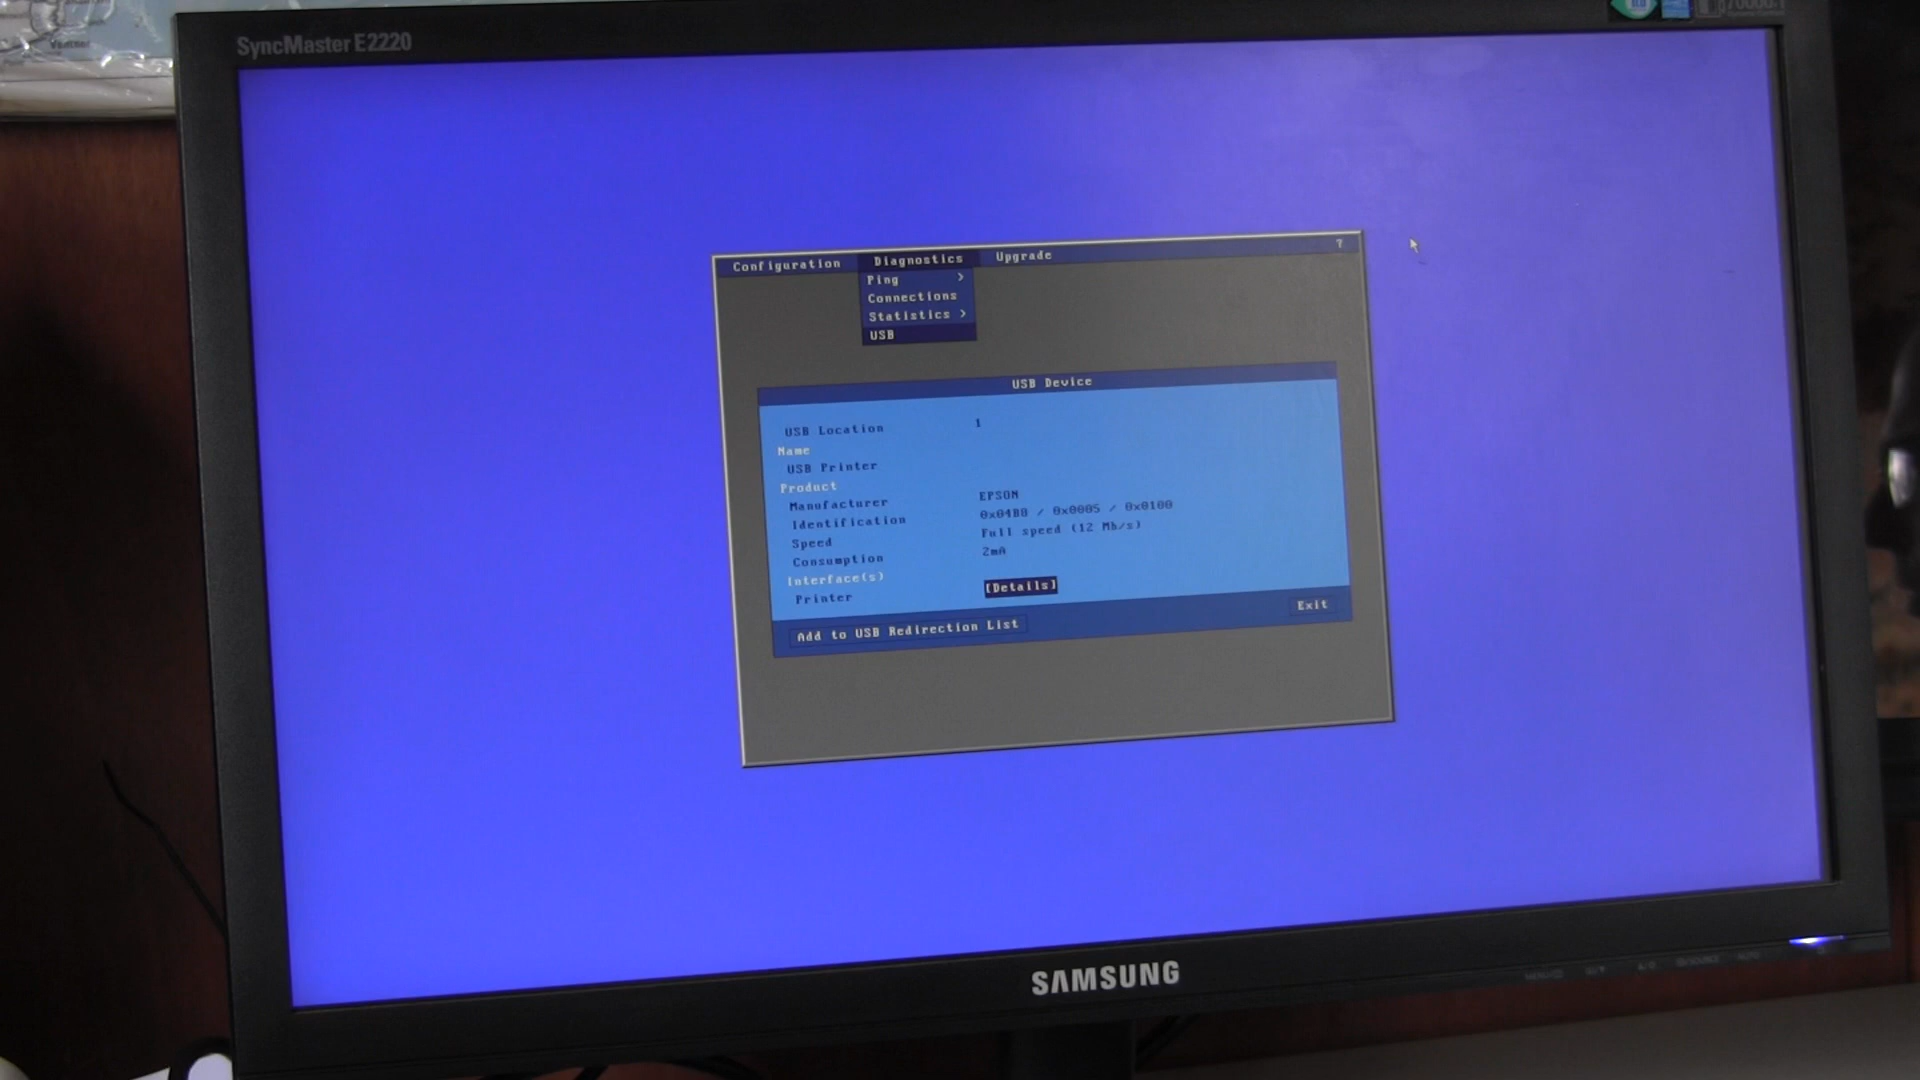 SyncMaster E2220
Configuration Diagnostics Upgrade ?
Ping >
Connections
Statistics >
USB
USB Device
USB Location 1
Name
USB Printer
Product
Manufacturer EPSON
Identification 0x04B8 / 0x0005 / 0x0100
Speed Full speed (12 Mb/s)
Consumption 2mA
Interface(s)
Printer [Details]
Add to USB Redirection List Exit
SAMSUNG